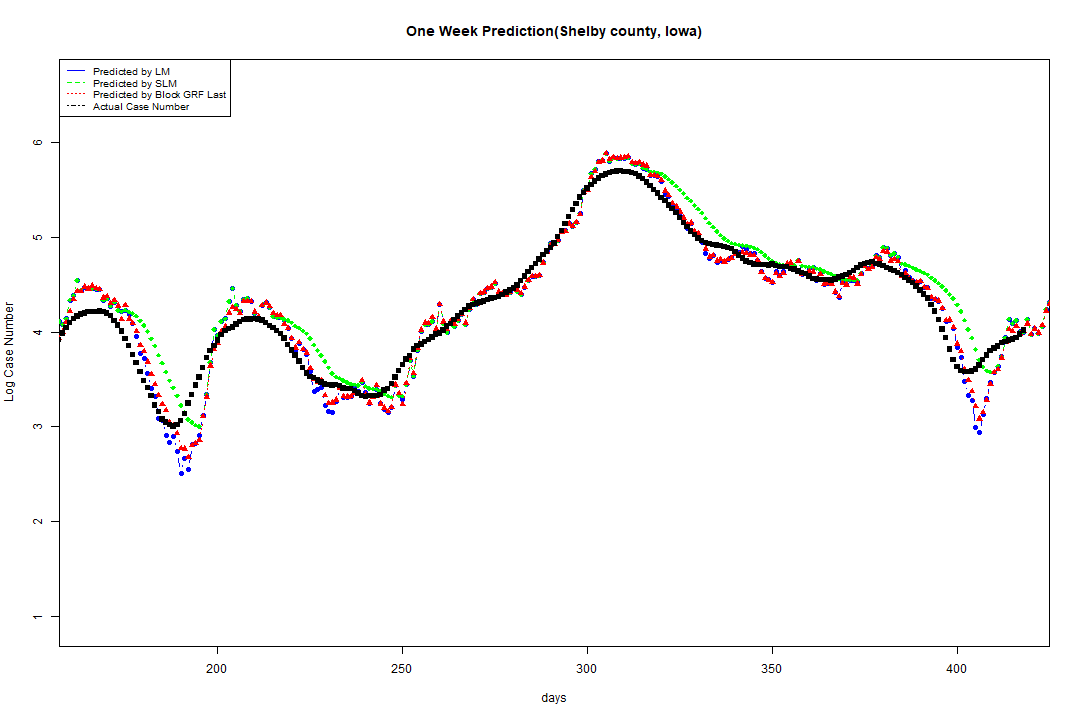 One Week Prediction(Shelby county, Iowa)
Predicted by LM
Predicted by SLM
Predicted by Block GRF Last
Actual Case Number
Log Case Number
6
5
4
3
2
1
200 250 300 350 400
days